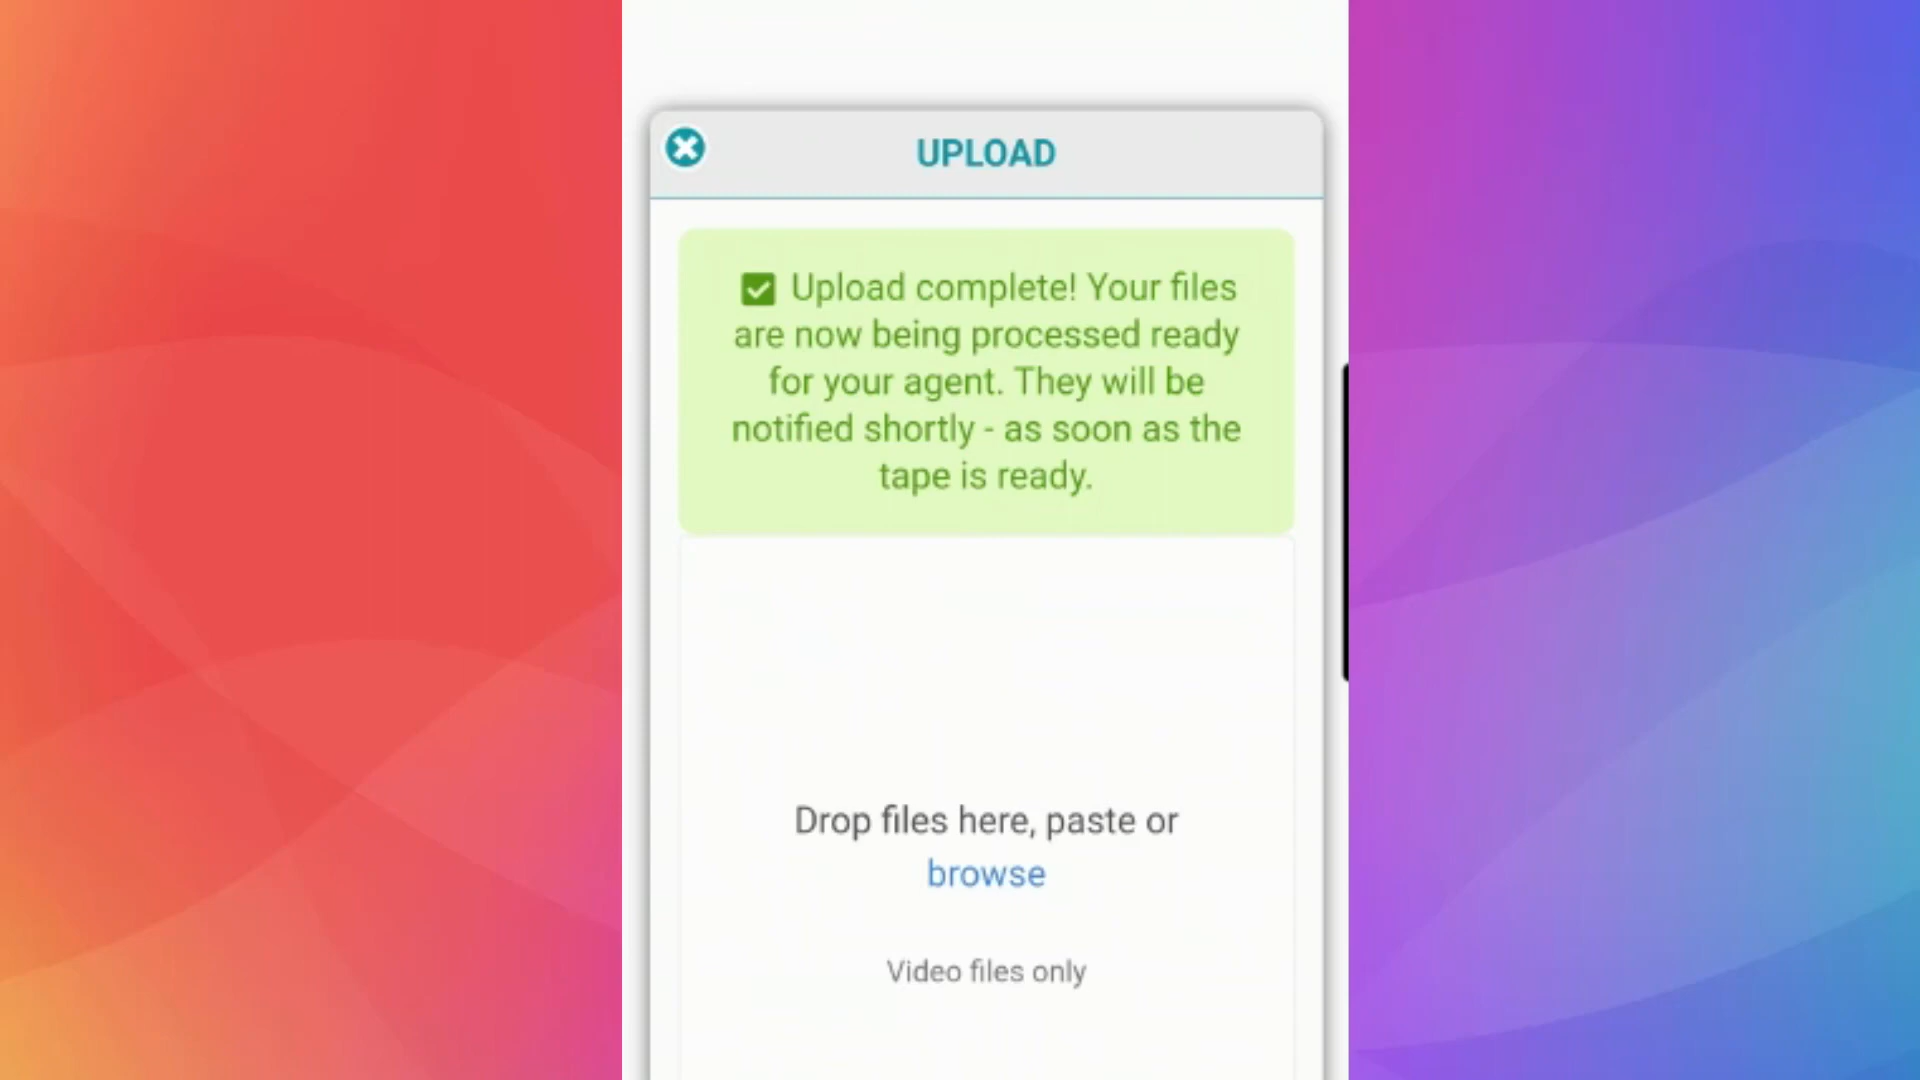 UPLOAD
Upload complete! Your files
are now being processed ready
for your agent. They will be
notified shortly - as soon as the
tape is ready.
Drop files here, paste or
browse
Video files only